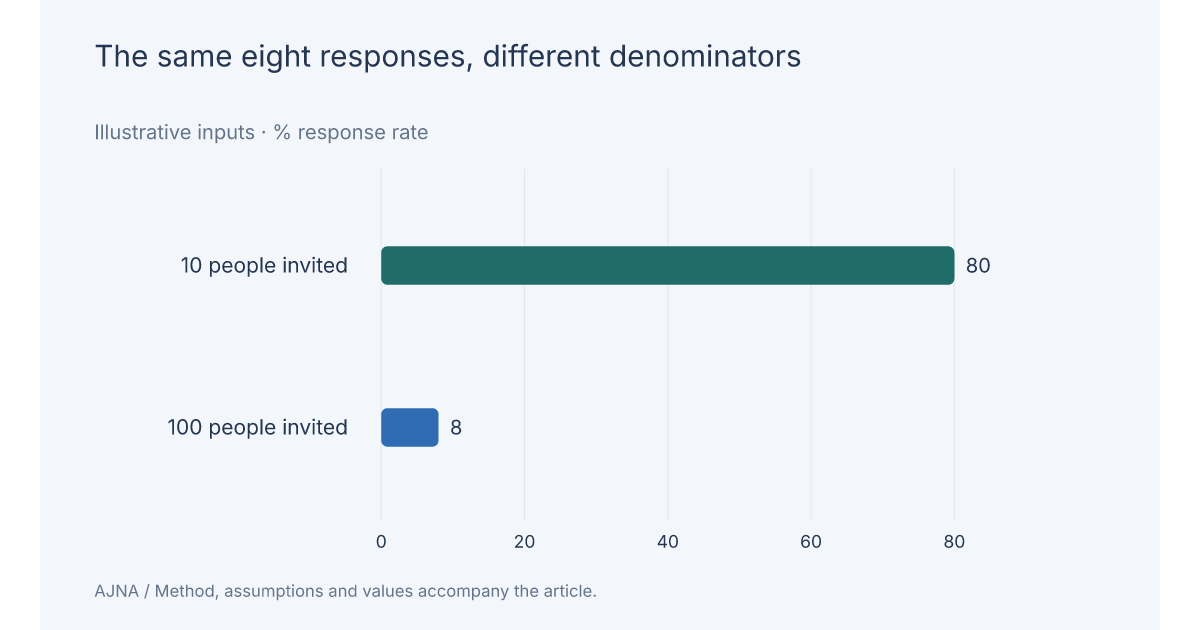 The same eight responses, different denominators
Illustrative inputs · % response rate
10 people invited 80
100 people invited 8
0 20 40 60 80
AJNA / Method, assumptions and values accompany the article.